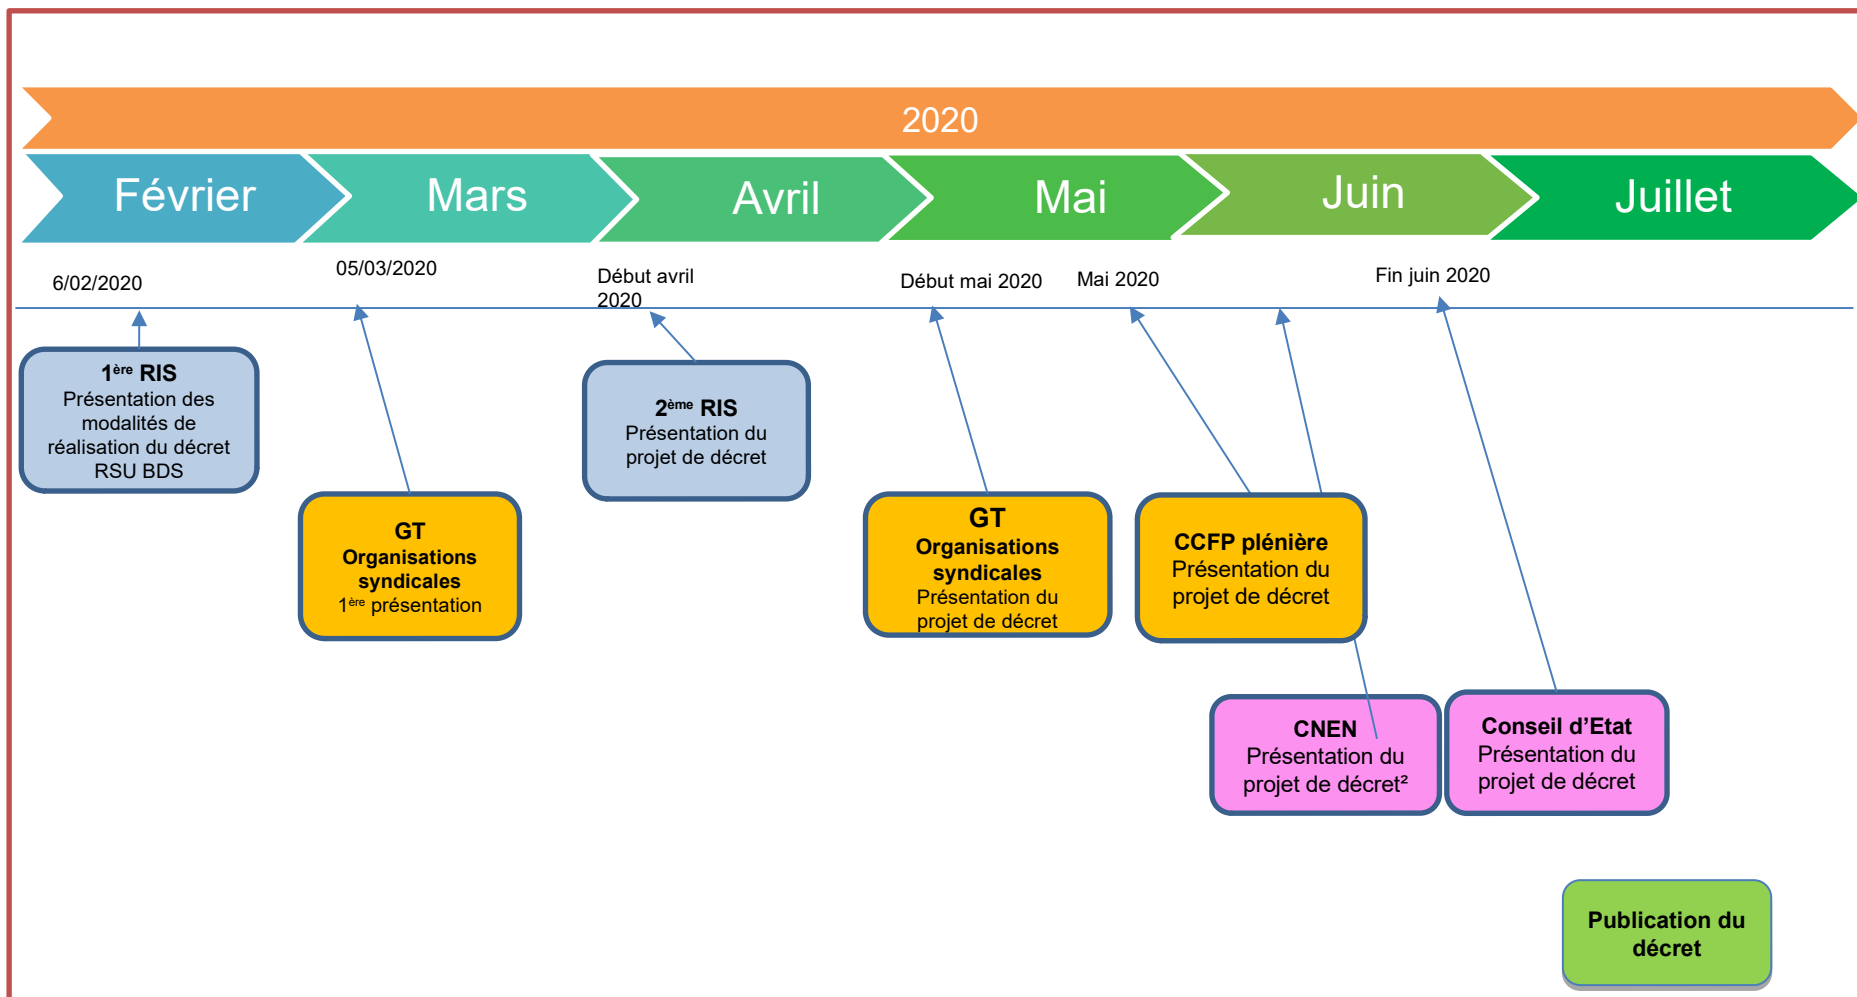 2020
Février
Mars
Avril
Mai
Juin
Juillet
6/02/2020
05/03/2020
Début avril
2020
Début mai 2020
Mai 2020
Fin juin 2020
1ère RIS
Présentation des
modalités de
réalisation du décret
RSU BDS
GT
Organisations
syndicales
1ère présentation
2ème RIS
Présentation du
projet de décret
GT
Organisations
syndicales
Présentation du
projet de décret
CCFP plénière
Présentation du
projet de décret
CNEN
Présentation du
projet de décret²
Conseil d’Etat
Présentation du
projet de décret
Publication du
décret